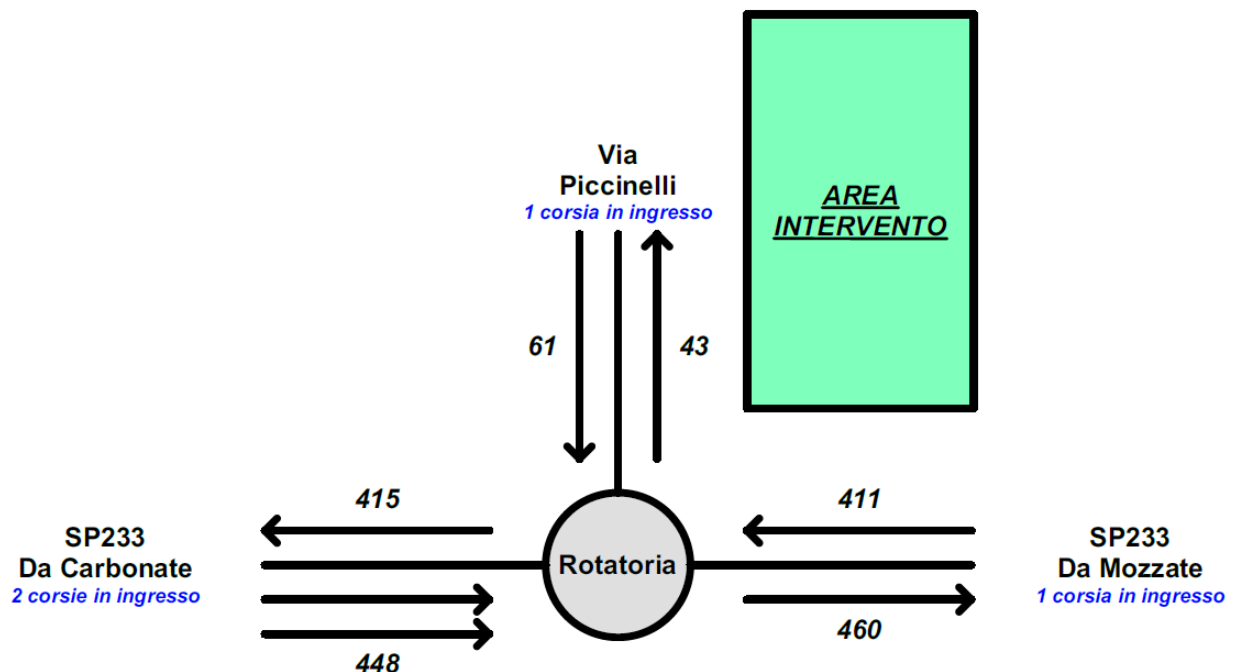 Via
Piccinelli
1 corsia in ingresso
AREA
INTERVENTO
61
43
415
411
SP233
Da Carbonate
2 corsie in ingresso
Rotatoria
SP233
Da Mozzate
1 corsia in ingresso
448
460